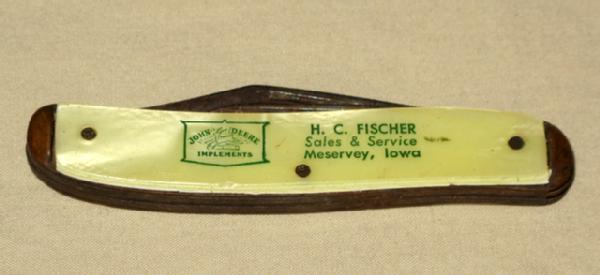 JOHN DEERE
IMPLEMENTS
H. C. FISCHER
Sales & Service
Meservey, Iowa